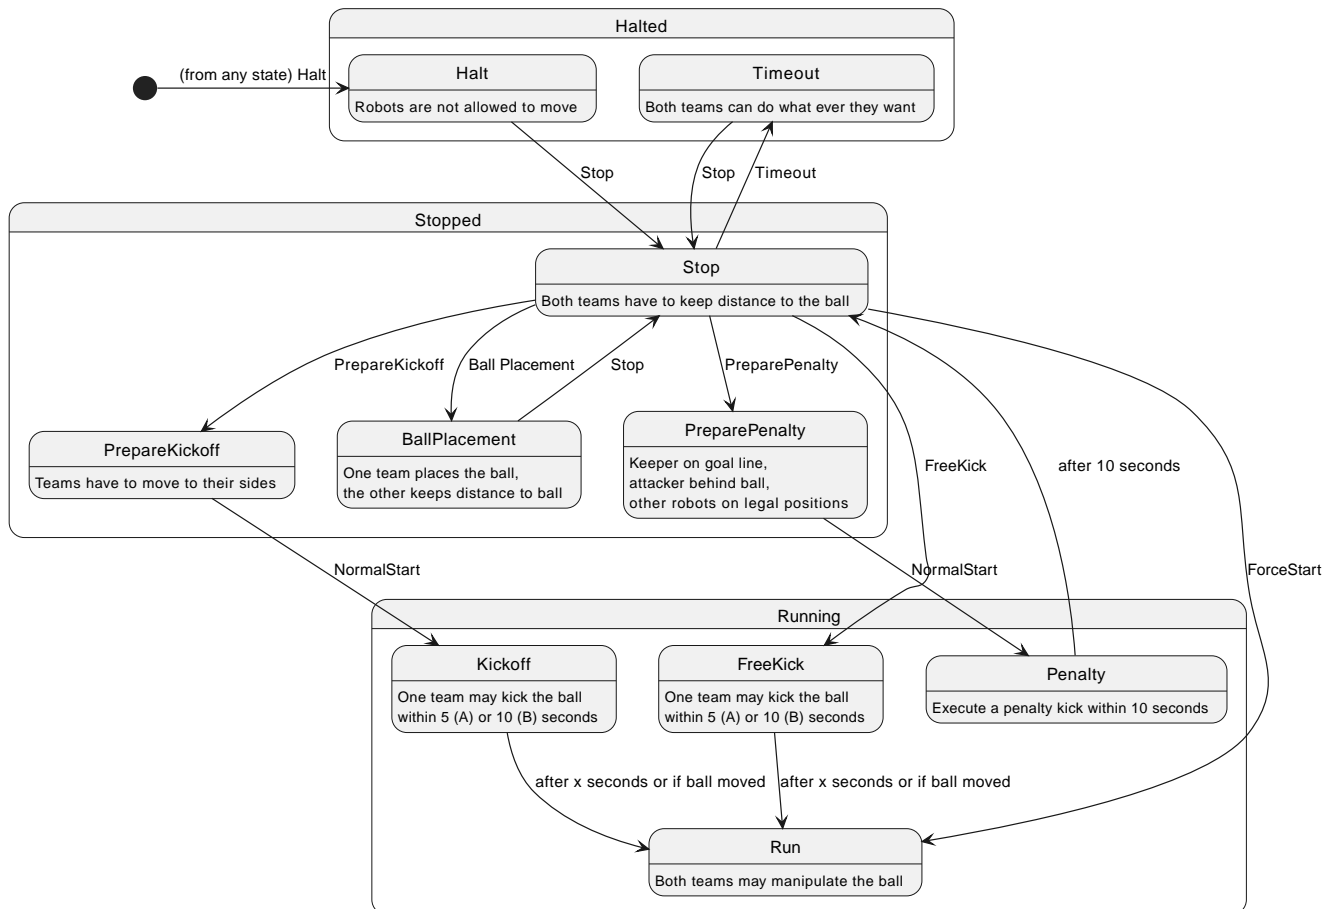 Halted
(from any state) Halt
Halt
Robots are not allowed to move
Timeout
Both teams can do what ever they want
Stop
Stop
Timeout
Stopped
Stop
Both teams have to keep distance to the ball
PrepareKickoff
Ball Placement
Stop
PreparePenalty
PrepareKickoff
Teams have to move to their sides
BallPlacement
One team places the ball,
the other keeps distance to ball
PreparePenalty
Keeper on goal line,
attacker behind ball,
other robots on legal positions
FreeKick
after 10 seconds
NormalStart
NormalStart
ForceStart
Running
Kickoff
One team may kick the ball
within 5 (A) or 10 (B) seconds
FreeKick
One team may kick the ball
within 5 (A) or 10 (B) seconds
Penalty
Execute a penalty kick within 10 seconds
after x seconds or if ball moved
after x seconds or if ball moved
Run
Both teams may manipulate the ball